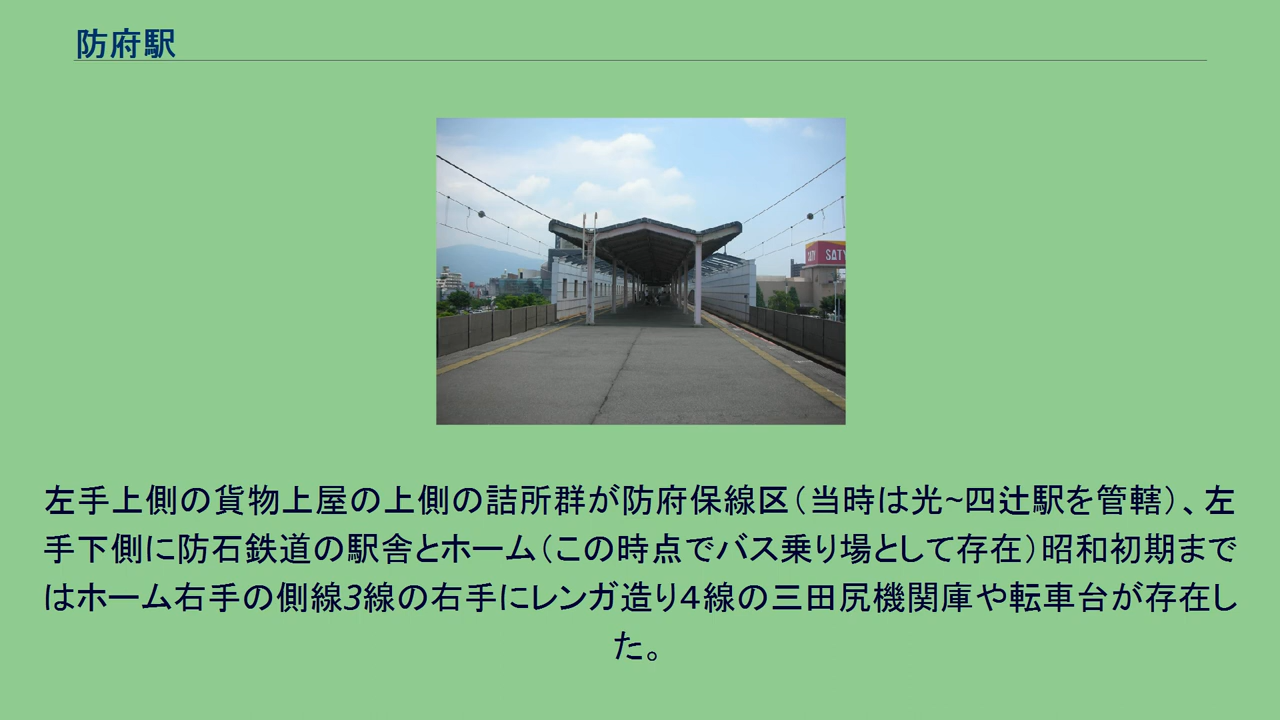 防府駅
SATY
SATY
左手上側の貨物上屋の上側の詰所群が防府保線区（当時は光~四辻駅を管轄）、左
手下側に防石鉄道の駅舎とホーム（この時点でバス乗り場として存在）昭和初期まで
はホーム右手の側線3線の右手にレンガ造り４線の三田尻機関庫や転車台が存在し
た。